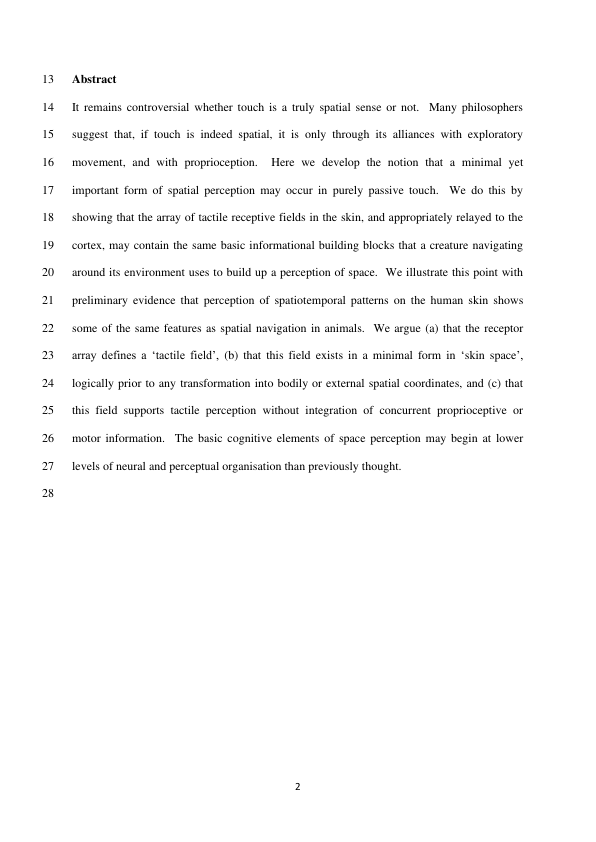 13 Abstract
14 It remains controversial whether touch is a truly spatial sense or not.  Many philosophers
15 suggest that, if touch is indeed spatial, it is only through its alliances with exploratory
16 movement, and with proprioception.  Here we develop the notion that a minimal yet
17 important form of spatial perception may occur in purely passive touch.  We do this by
18 showing that the array of tactile receptive fields in the skin, and appropriately relayed to the
19 cortex, may contain the same basic informational building blocks that a creature navigating
20 around its environment uses to build up a perception of space.  We illustrate this point with
21 preliminary evidence that perception of spatiotemporal patterns on the human skin shows
22 some of the same features as spatial navigation in animals.  We argue (a) that the receptor
23 array defines a ‘tactile field’, (b) that this field exists in a minimal form in ‘skin space’,
24 logically prior to any transformation into bodily or external spatial coordinates, and (c) that
25 this field supports tactile perception without integration of concurrent proprioceptive or
26 motor information.  The basic cognitive elements of space perception may begin at lower
27 levels of neural and perceptual organisation than previously thought.
28
2